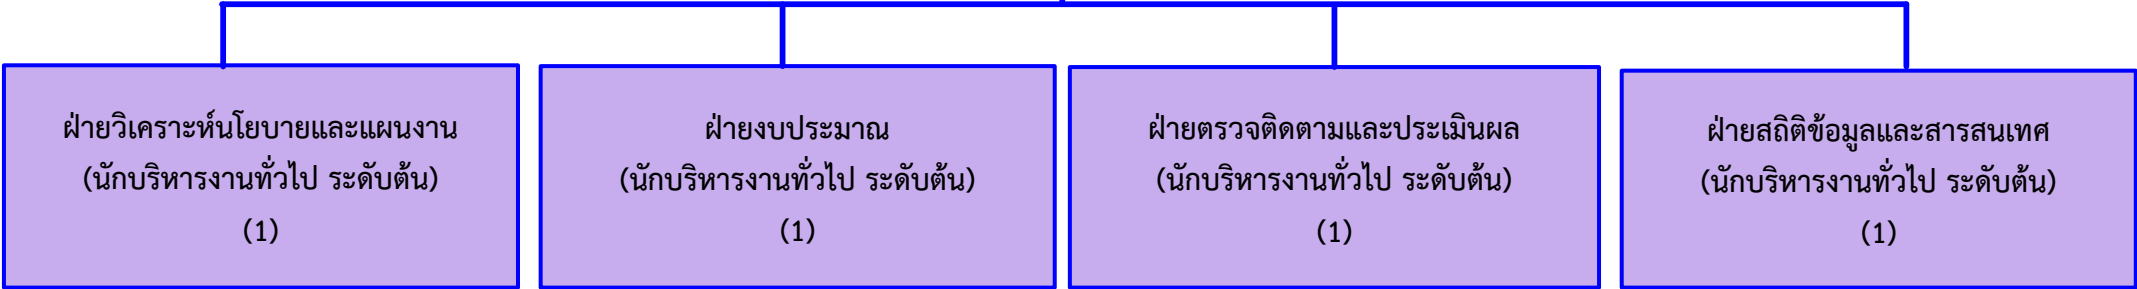 ฝ่ายวิเคราะห์นโยบายและแผนงาน
(นักบริหารงานทั่วไป ระดับต้น)
(1)
ฝ่ายงบประมาณ
(นักบริหารงานทั่วไป ระดับต้น)
(1)
ฝ่ายตรวจติดตามและประเมินผล
(นักบริหารงานทั่วไป ระดับต้น)
(1)
ฝ่ายสถิติข้อมูลและสารสนเทศ
(นักบริหารงานทั่วไป ระดับต้น)
(1)